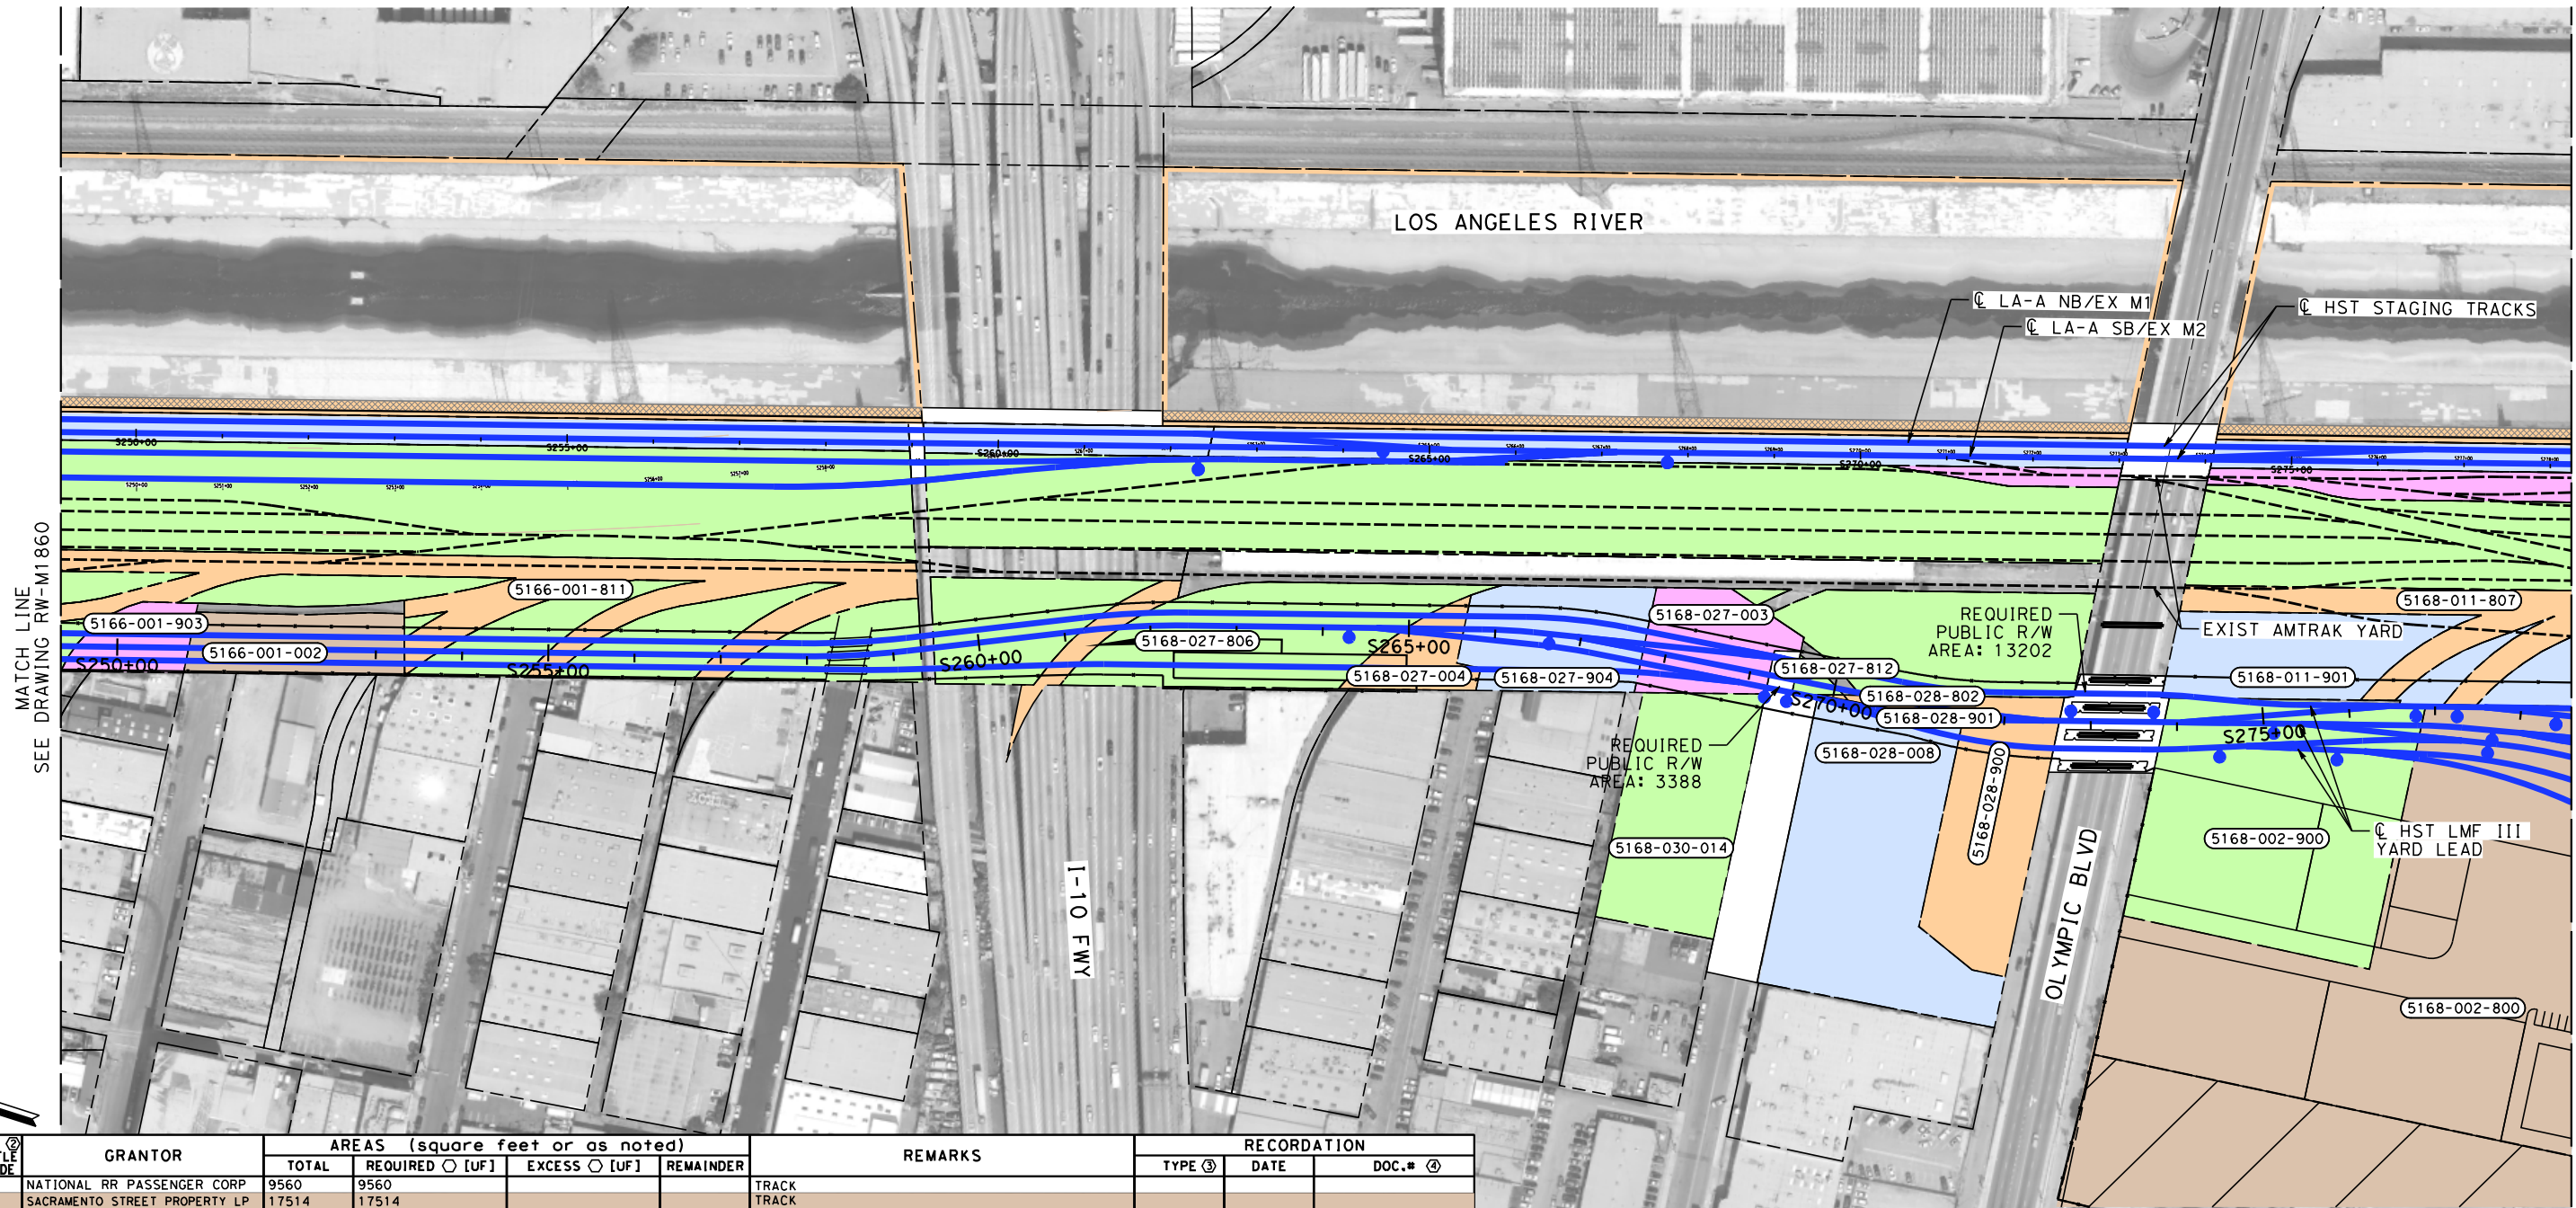 LOS ANGELES RIVER
℄ LA-A NB/EX M1
℄ HST STAGING TRACKS
℄ LA-A SB/EX M2
S250+00
S255+00
S260+00
S265+00
S270+00
S275+00
MATCH LINE
SEE DRAWING RW-M1860
5166-001-811
5166-001-903
5166-001-002
S250+00
S255+00
S260+00
5168-027-806
S265+00
5168-027-004
5168-027-904
5168-027-003
5168-027-812
5168-028-802
5168-028-901
S270+00
5168-028-008
5168-028-900
REQUIRED
PUBLIC R/W
AREA: 13202
REQUIRED
PUBLIC R/W
AREA: 3388
5168-030-014
5168-011-807
EXIST AMTRAK YARD
5168-011-901
S275+00
5168-002-900
℄ HST LMF III
YARD LEAD
5168-002-800
I-10 FWY
OLYMPIC BLVD
GRANTOR
AREAS (square feet or as noted)
TOTAL
REQUIRED [UF]
EXCESS [UF]
REMAINDER
REMARKS
RECORDATION
TYPE ③
DATE
DOC.# ④
NATIONAL RR PASSENGER CORP 9560 9560 TRACK
SACRAMENTO STREET PROPERTY LP 17514 17514 TRACK